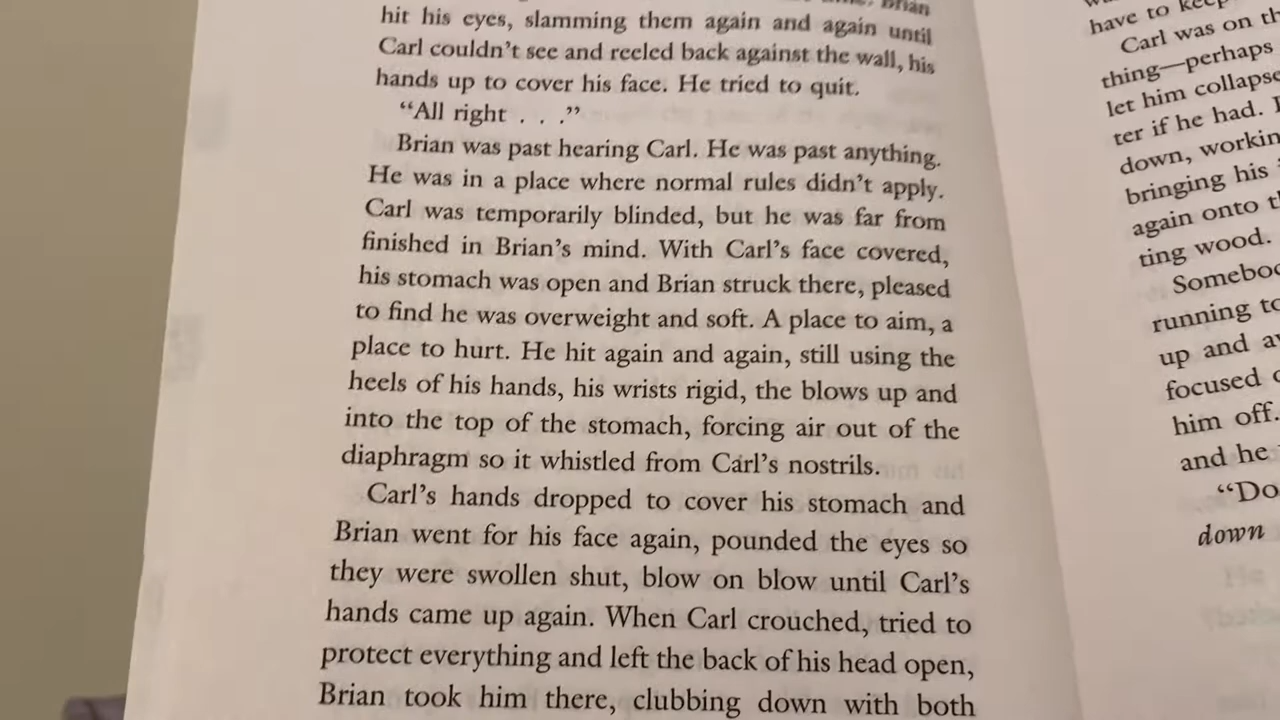 Brian
hit his eyes, slamming them again and again until
Carl couldn't see and reeled back against the wall, his
hands up to cover his face. He tried to quit.
“All right . . .”
Brian was past hearing Carl. He was past anything.
He was in a place where normal rules didn't apply.
Carl was temporarily blinded, but he was far from
finished in Brian's mind. With Carl's face covered,
his stomach was open and Brian struck there, pleased
to find he was overweight and soft. A place to aim, a
place to hurt. He hit again and again, still using the
heels of his hands, his wrists rigid, the blows up and
into the top of the stomach, forcing air out of the
diaphragm so it whistled from Carl's nostrils.
Carl's hands dropped to cover his stomach and
Brian went for his face again, pounded the eyes so
they were swollen shut, blow on blow until Carl's
hands came up again. When Carl crouched, tried to
protect everything and left the back of his head open,
Brian took him there, clubbing down with both
have to keep
Carl was on
thing—perhaps
let him collapse
ter if he had.
down, workin
bringing his
again onto
ting wood.
Somebod
running to
up and
focused
him off.
and he
“Do
down